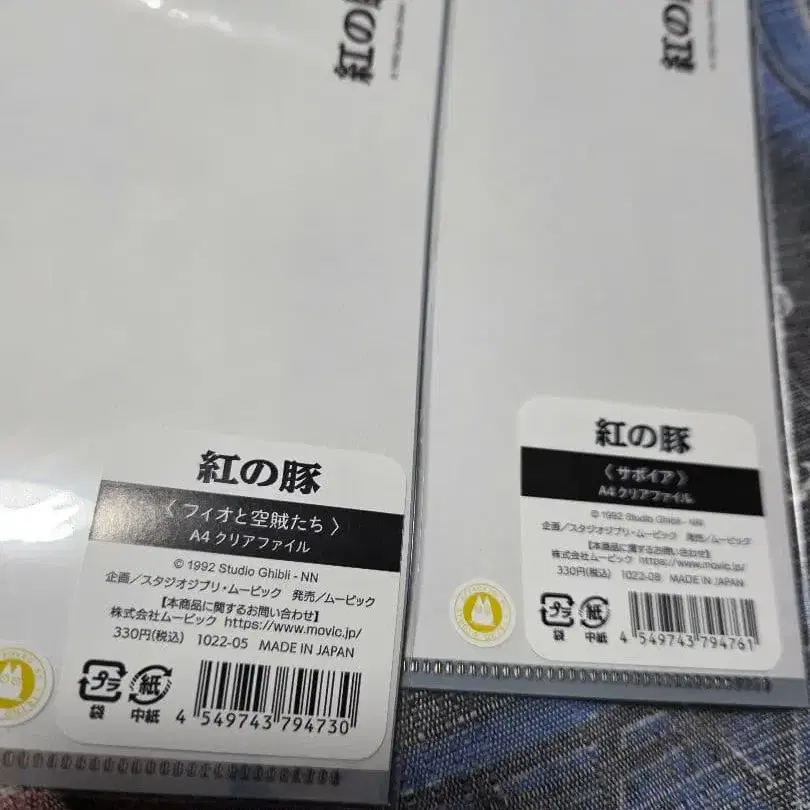 紅の豚
紅の豚
紅の豚
〈 フィオと空賊たち 〉
A4 クリアファイル
© 1992 Studio Ghibli - NN
企画／スタジオジブリ・ムービック 発売／ムービック
【本商品に関するお問い合わせ】
株式会社ムービック https://www.movic.jp/
330円(税込) 1022-05 MADE IN JAPAN
プラ
袋
紙
中紙
4 549743 794730
紅の豚
〈 サボイア 〉
A4 クリアファイル
© 1992 Studio Ghibli - NN
企画／スタジオジブリ・ムービック 発売／ムービック
【本商品に関するお問い合わせ】
株式会社ムービック https://www.movic.jp/
330円(税込) 1022-08 MADE IN JAPAN
プラ
袋
紙
中紙
4 549743 794761